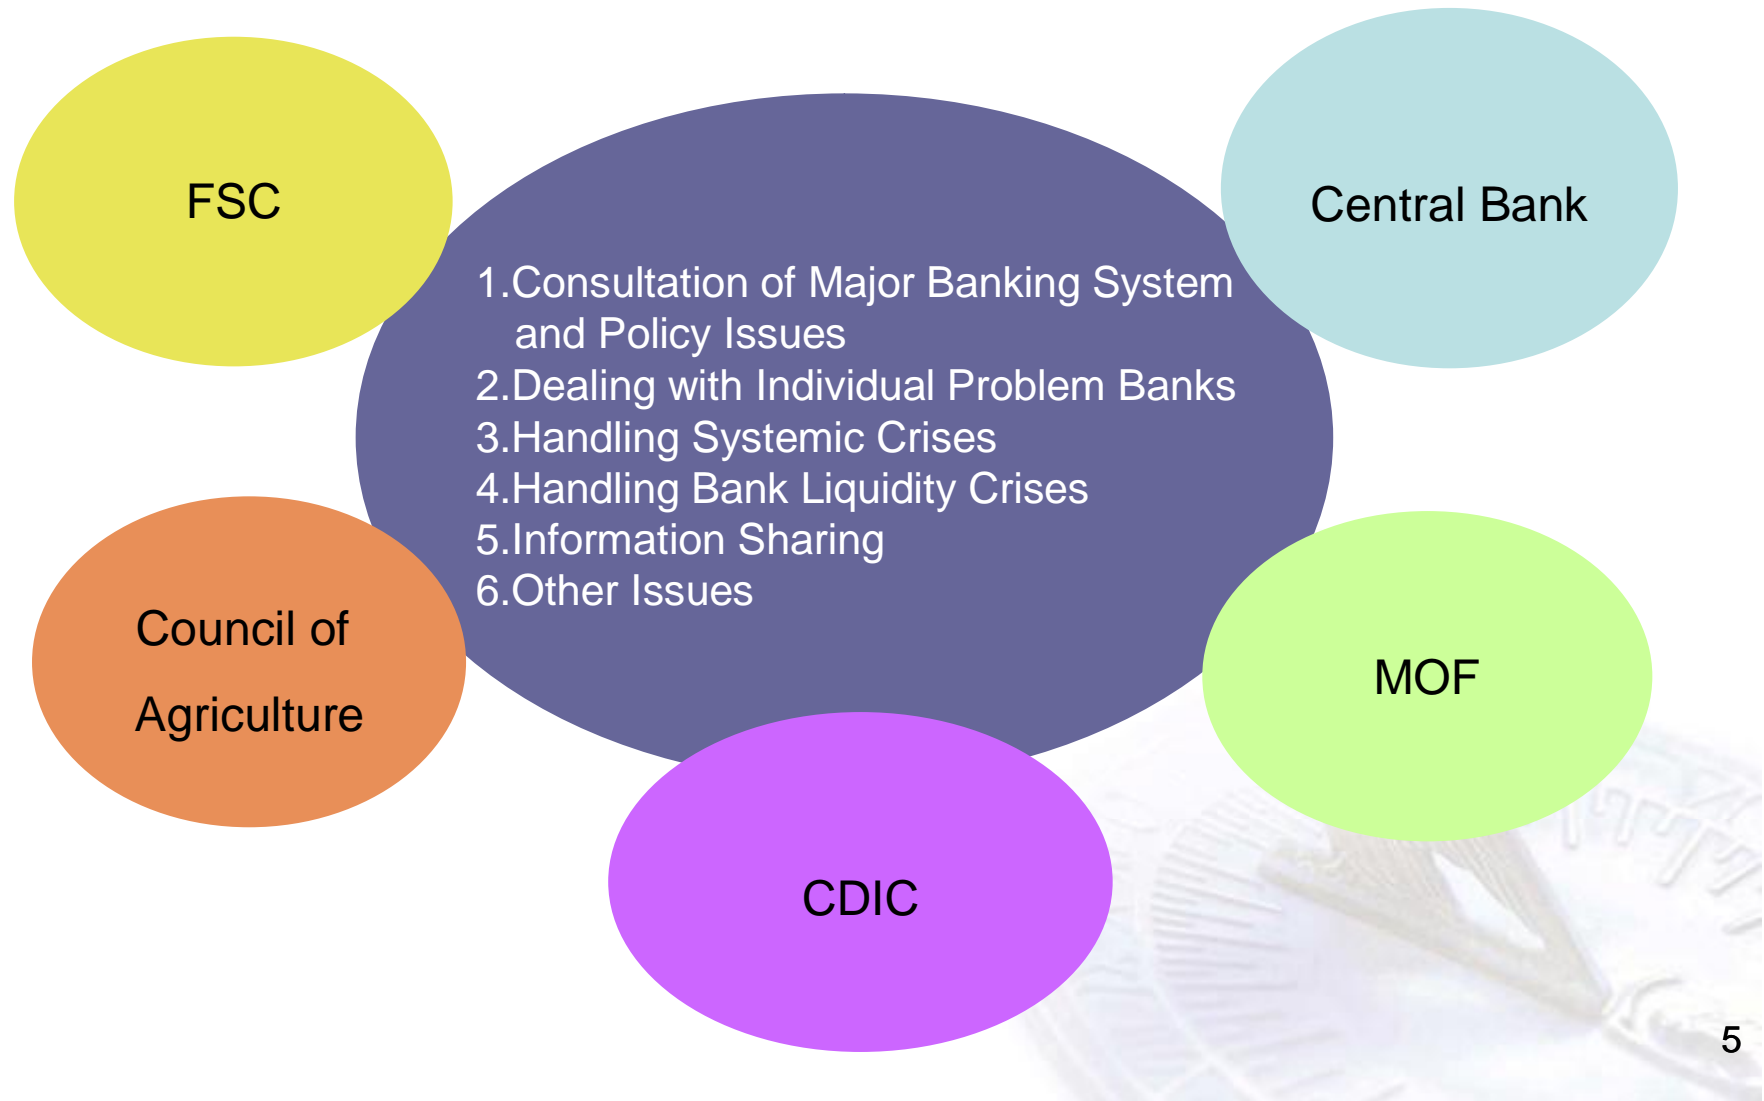 FSC
Central Bank
1.Consultation of Major Banking System
and Policy Issues
2.Dealing with Individual Problem Banks
3.Handling Systemic Crises
4.Handling Bank Liquidity Crises
5.Information Sharing
6.Other Issues
Council of
Agriculture
MOF
CDIC
5